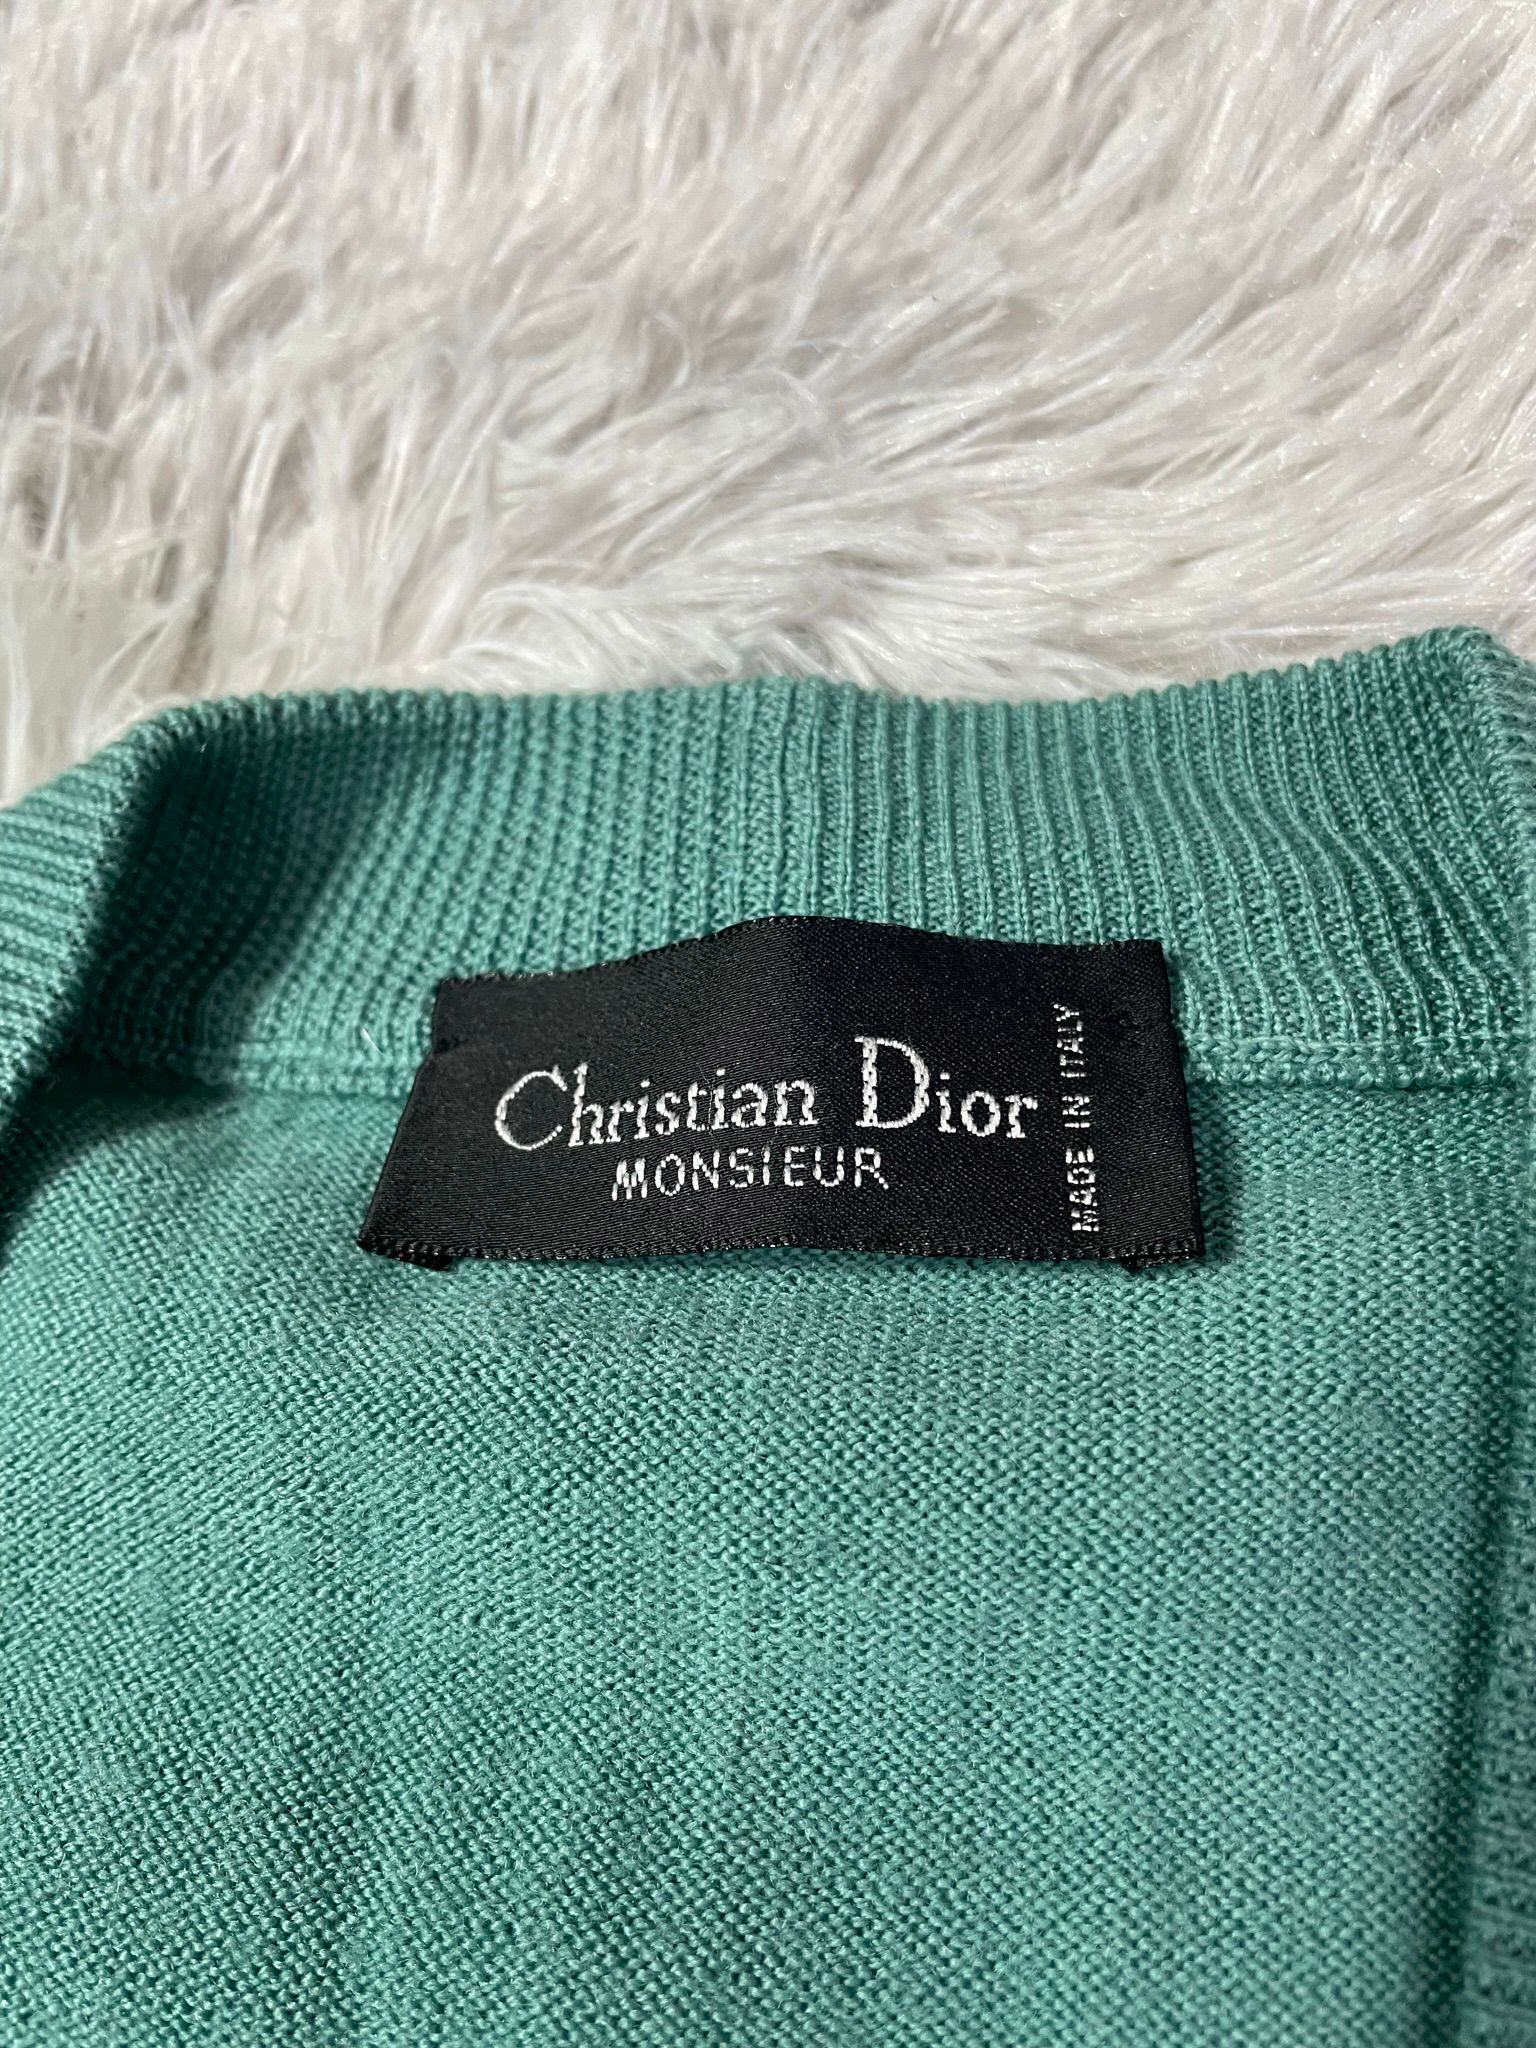 Christian Dior
MONSIEUR
MADE IN ITALY